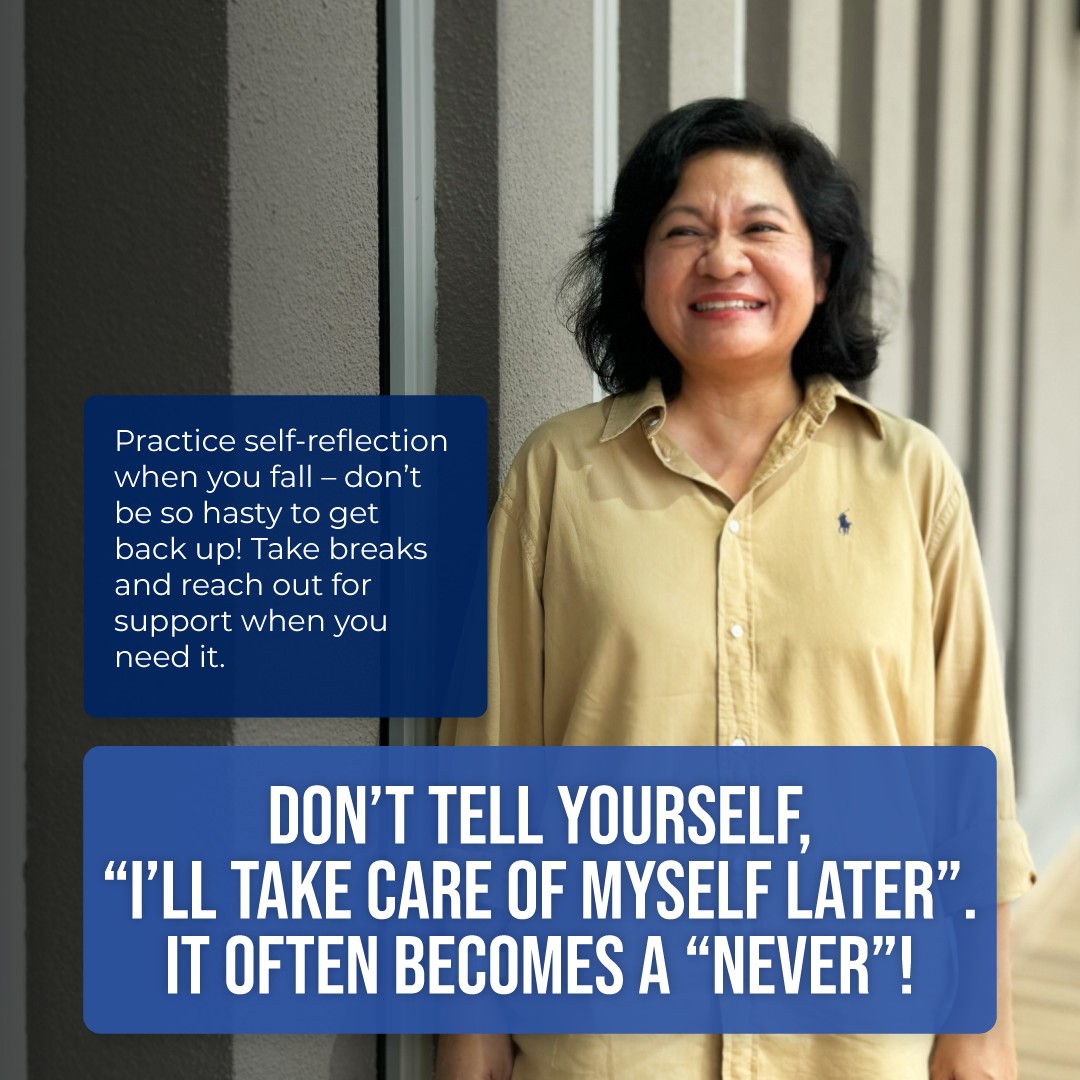 Practice self-reflection
when you fall – don’t
be so hasty to get
back up! Take breaks
and reach out for
support when you
need it.
DON’T TELL YOURSELF,
“I’LL TAKE CARE OF MYSELF LATER”.
IT OFTEN BECOMES A “NEVER”!